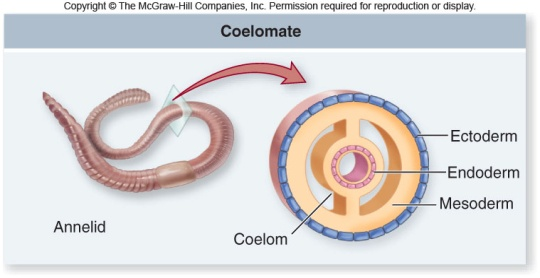 Copyright © The McGraw-Hill Companies, Inc. Permission required for reproduction or display.
Coelomate
Ectoderm
Endoderm
Mesoderm
Annelid
Coelom